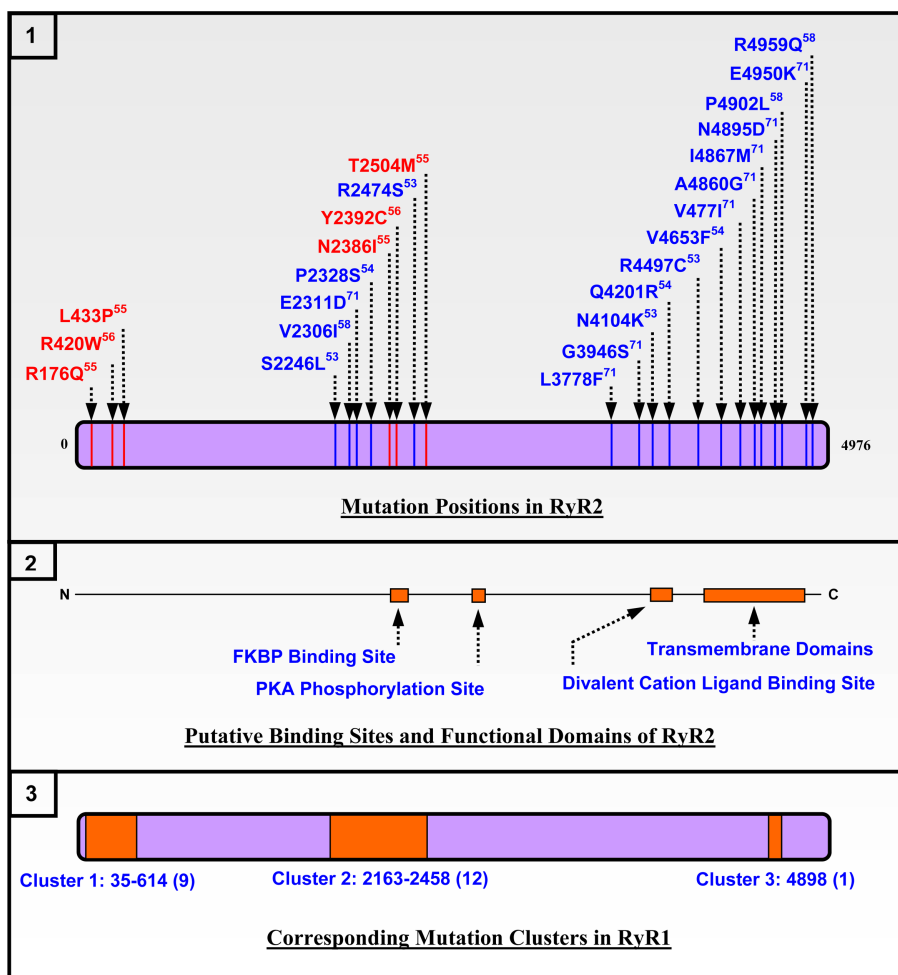 1
R4959Q58
E4950K71
P4902L58
N4895D71
I4867M71
A4860G71
V477I71
V4653F54
R4497C53
Q4201R54
N4104K53
G3946S71
L3778F71
T2504M55
R2474S53
Y2392C56
N2386I55
P2328S54
E2311D71
V2306I58
S2246L53
L433P55
R420W56
R176Q55
0
4976
Mutation Positions in RyR2
2
N
C
FKBP Binding Site
PKA Phosphorylation Site
Transmembrane Domains
Divalent Cation Ligand Binding Site
Putative Binding Sites and Functional Domains of RyR2
3
Cluster 1: 35-614 (9)
Cluster 2: 2163-2458 (12)
Cluster 3: 4898 (1)
Corresponding Mutation Clusters in RyR1